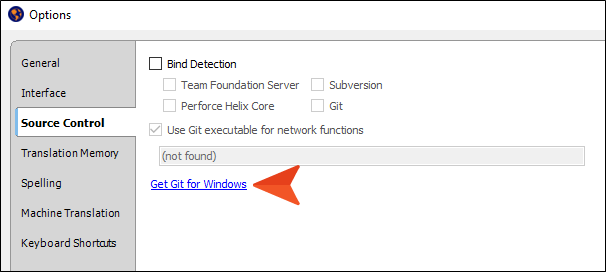 Options
General
Interface
Source Control
Translation Memory
Spelling
Machine Translation
Keyboard Shortcuts
Bind Detection
Team Foundation Server
Subversion
Perforce Helix Core
Git
Use Git executable for network functions
(not found)
Get Git for Windows